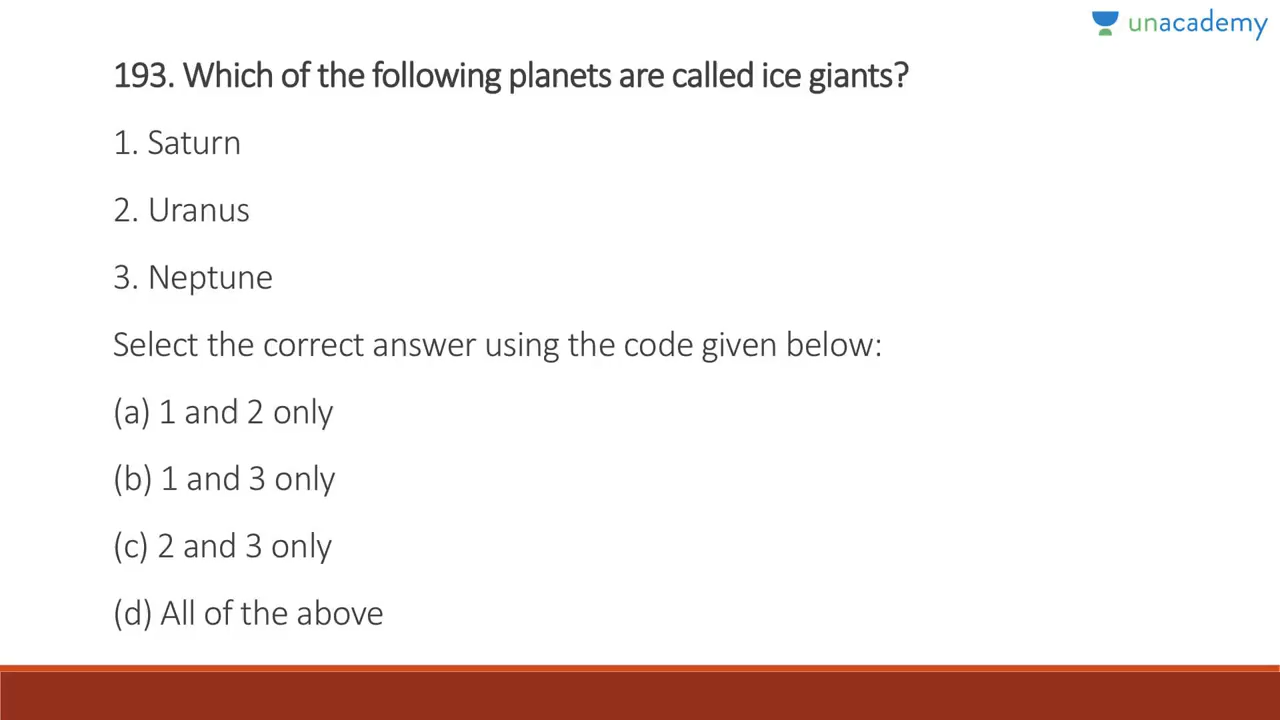 unacademy
193. Which of the following planets are called ice giants?
1. Saturn
2. Uranus
3. Neptune
Select the correct answer using the code given below:
(a) 1 and 2 only
(b) 1 and 3 only
(c) 2 and 3 only
(d) All of the above